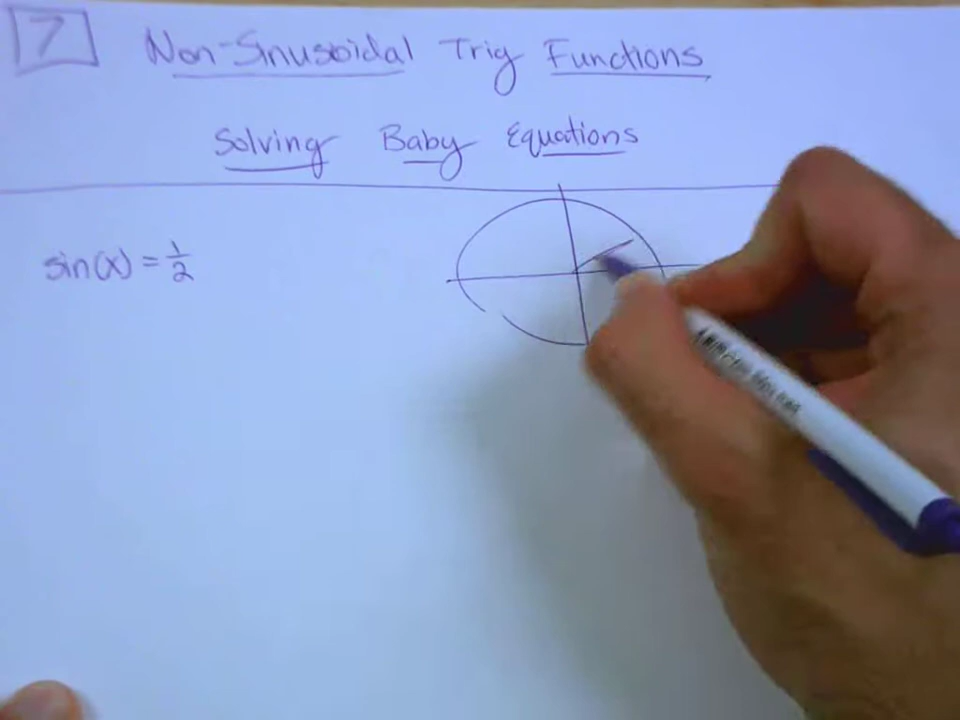 7 Non-Sinusoidal Trig Functions
Solving Baby Equations
sin(x) = 1/2